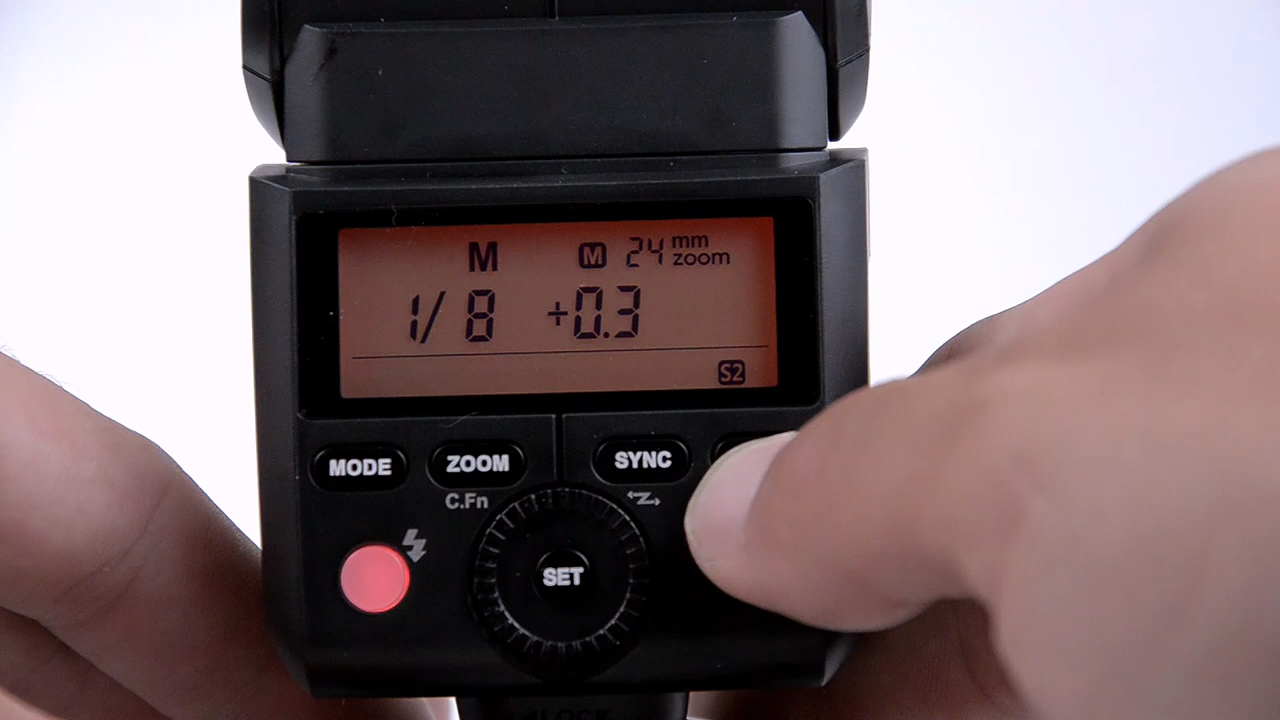 M M 24 mm zoom
1/8 +0.3
S2
MODE ZOOM SYNC
C.Fn
SET